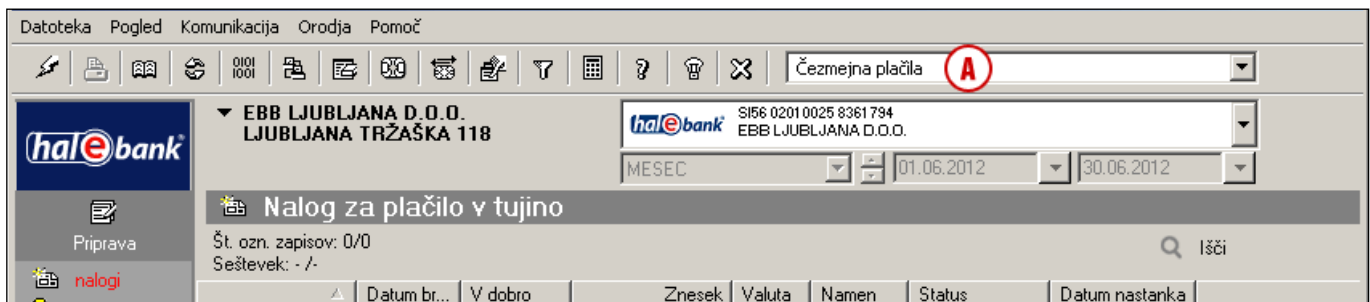 Datoteka Pogled Komunikacija Orodja Pomoč
Čezmejna plačila A
EBB LJUBLJANA D.O.O.
LJUBLJANA TRŽAŠKA 118
halebank
SI56 0201 0025 8361 794
EBB LJUBLJANA D.O.O.
halebank
MESEC 01.06.2012 30.06.2012
Nalog za plačilo v tujino
Priprava
Št. ozn. zapisov: 0/0
Seštevek: - /-
Išči
nalogi
Datum br... V dobro Znesek Valuta Namen Status Datum nastanka